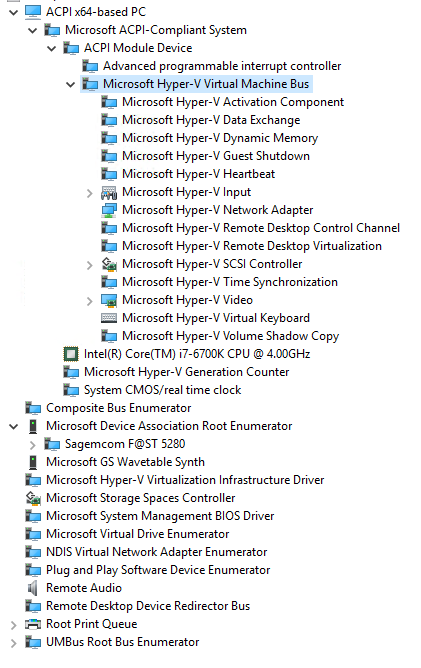 ACPI x64-based PC
Microsoft ACPI-Compliant System
ACPI Module Device
Advanced programmable interrupt controller
Microsoft Hyper-V Virtual Machine Bus
Microsoft Hyper-V Activation Component
Microsoft Hyper-V Data Exchange
Microsoft Hyper-V Dynamic Memory
Microsoft Hyper-V Guest Shutdown
Microsoft Hyper-V Heartbeat
Microsoft Hyper-V Input
Microsoft Hyper-V Network Adapter
Microsoft Hyper-V Remote Desktop Control Channel
Microsoft Hyper-V Remote Desktop Virtualization
Microsoft Hyper-V SCSI Controller
Microsoft Hyper-V Time Synchronization
Microsoft Hyper-V Video
Microsoft Hyper-V Virtual Keyboard
Microsoft Hyper-V Volume Shadow Copy
Intel(R) Core(TM) i7-6700K CPU @ 4.00GHz
Microsoft Hyper-V Generation Counter
System CMOS/real time clock
Composite Bus Enumerator
Microsoft Device Association Root Enumerator
Sagemcom F@ST 5280
Microsoft GS Wavetable Synth
Microsoft Hyper-V Virtualization Infrastructure Driver
Microsoft Storage Spaces Controller
Microsoft System Management BIOS Driver
Microsoft Virtual Drive Enumerator
NDIS Virtual Network Adapter Enumerator
Plug and Play Software Device Enumerator
Remote Audio
Remote Desktop Device Redirector Bus
Root Print Queue
UMBus Root Bus Enumerator